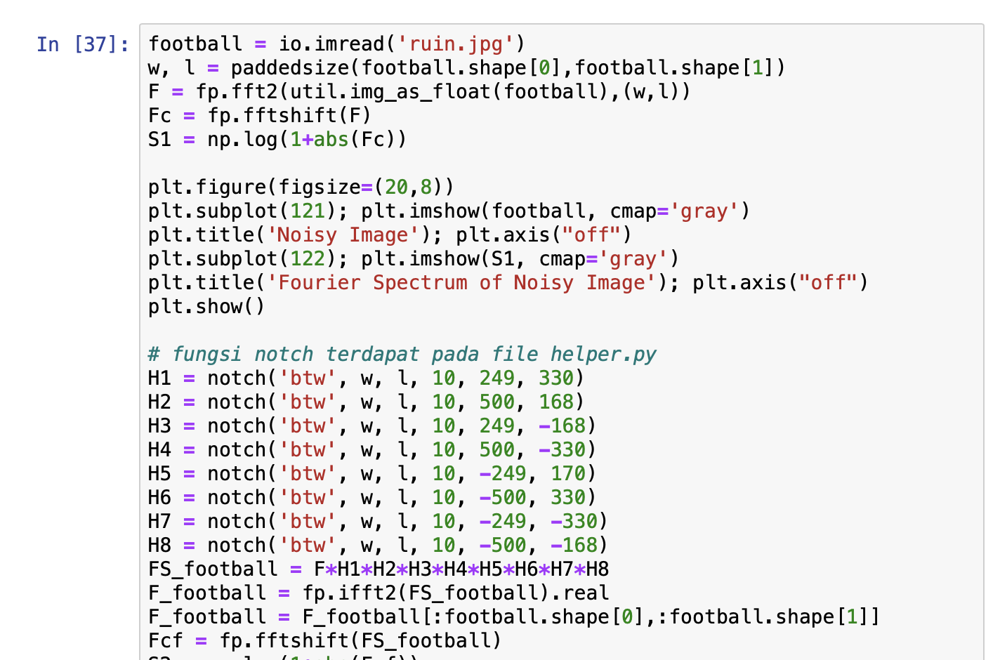 In [37]:
football = io.imread('ruin.jpg')
w, l = paddedsize(football.shape[0],football.shape[1])
F = fp.fft2(util.img_as_float(football),(w,l))
Fc = fp.fftshift(F)
S1 = np.log(1+abs(Fc))
plt.figure(figsize=(20,8))
plt.subplot(121); plt.imshow(football, cmap='gray')
plt.title('Noisy Image'); plt.axis("off")
plt.subplot(122); plt.imshow(S1, cmap='gray')
plt.title('Fourier Spectrum of Noisy Image'); plt.axis("off")
plt.show()
# fungsi notch terdapat pada file helper.py
H1 = notch('btw', w, l, 10, 249, 330)
H2 = notch('btw', w, l, 10, 500, 168)
H3 = notch('btw', w, l, 10, 249, -168)
H4 = notch('btw', w, l, 10, 500, -330)
H5 = notch('btw', w, l, 10, -249, 170)
H6 = notch('btw', w, l, 10, -500, 330)
H7 = notch('btw', w, l, 10, -249, -330)
H8 = notch('btw', w, l, 10, -500, -168)
FS_football = F*H1*H2*H3*H4*H5*H6*H7*H8
F_football = fp.ifft2(FS_football).real
F_football = F_football[:football.shape[0],:football.shape[1]]
Fcf = fp.fftshift(FS_football)